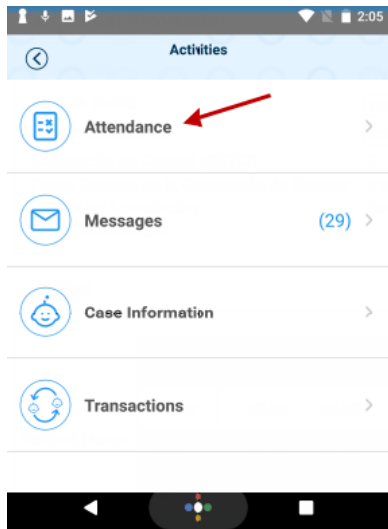 2:05
Activities
Attendance
Messages (29)
Case Information
Transactions